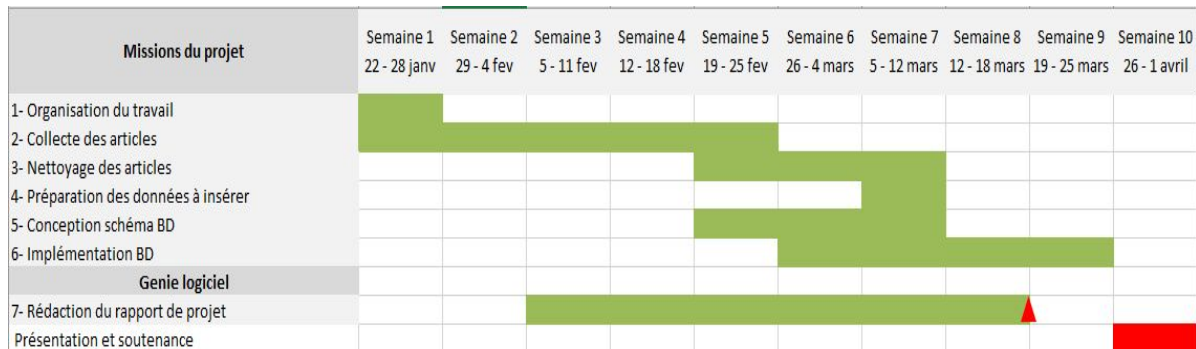 Missions du projet
Semaine 1 Semaine 2 Semaine 3 Semaine 4 Semaine 5 Semaine 6 Semaine 7 Semaine 8 Semaine 9 Semaine 10
22 - 28 janv 29 - 4 fev 5 - 11 fev 12 - 18 fev 19 - 25 fev 26 - 4 mars 5 - 12 mars 12 - 18 mars 19 - 25 mars 26 - 1 avril
1- Organisation du travail
2- Collecte des articles
3- Nettoyage des articles
4- Préparation des données à insérer
5- Conception schéma BD
6- Implémentation BD
Genie logiciel
7- Rédaction du rapport de projet
Présentation et soutenance